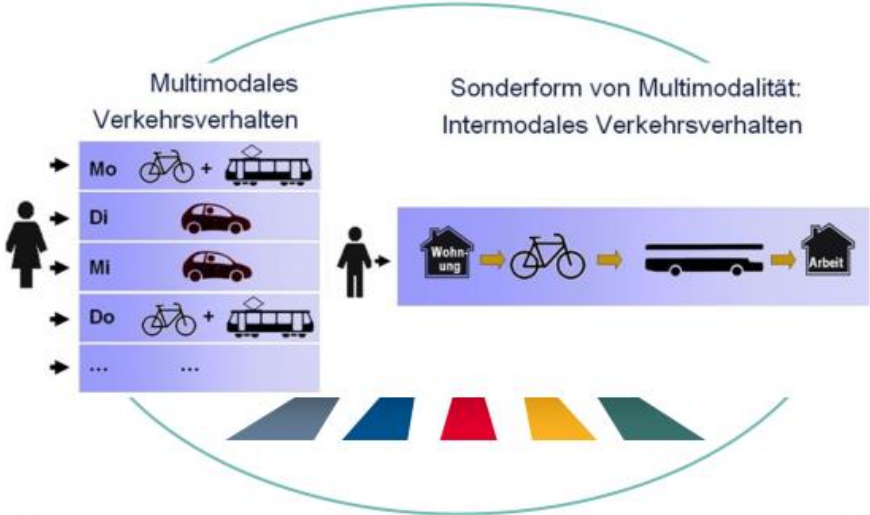 Multimodales
Verkehrsverhalten
Sonderform von Multimodalität:
Intermodales Verkehrsverhalten
Mo +
Di
Mi
Do +
... ...
Wohn-
ung
Arbeit